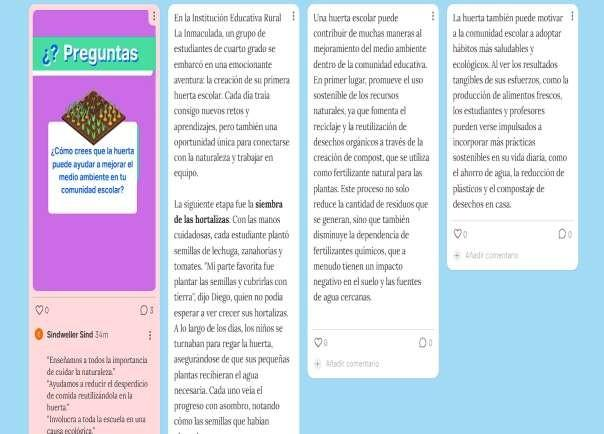 ¿? Preguntas
¿Cómo crees que la huerta
puede ayudar a mejorar el
medio ambiente en tu
comunidad escolar?
0
3
Sindweller Sind 34m
"Enseñamos a todos la importancia
de cuidar la naturaleza."
"Ayudamos a reducir el desperdicio
de comida reutilizándola en la
huerta."
"Involucra a toda la escuela en una
causa ecológica."
En la Institución Educativa Rural
La Inmaculada, un grupo de
estudiantes de cuarto grado se
embarcó en una emocionante
aventura: la creación de su primera
huerta escolar. Cada día traía
consigo nuevos retos y
aprendizajes, pero también una
oportunidad única para conectarse
con la naturaleza y trabajar en
equipo.
La siguiente etapa fue la siembra
de las hortalizas. Con las manos
cuidadosas, cada estudiante plantó
semillas de lechuga, zanahorias y
tomates. "Mi parte favorita fue
plantar las semillas y cubrirlas con
tierra", dijo Diego, quien no podía
esperar a ver crecer sus hortalizas.
A lo largo de los días, los niños se
turnaban para regar la huerta,
asegurándose de que sus pequeñas
plantas recibieran el agua
necesaria. Cada uno veía el
progreso con asombro, notando
cómo las semillas que habían
Una huerta escolar puede
contribuir de muchas maneras al
mejoramiento del medio ambiente
dentro de la comunidad educativa.
En primer lugar, promueve el uso
sostenible de los recursos
naturales, ya que fomenta el
reciclaje y la reutilización de
desechos orgánicos a través de la
creación de compost, que se utiliza
como fertilizante natural para las
plantas. Este proceso no solo
reduce la cantidad de residuos que
se generan, sino que también
disminuye la dependencia de
fertilizantes químicos, que a
menudo tienen un impacto
negativo en el suelo y las fuentes
de agua cercanas.
0
0
Añadir comentario
La huerta también puede motivar
a la comunidad escolar a adoptar
hábitos más saludables y
ecológicos. Al ver los resultados
tangibles de sus esfuerzos, como la
producción de alimentos frescos,
los estudiantes y profesores
pueden verse impulsados a
incorporar más prácticas
sostenibles en su vida diaria, como
el ahorro de agua, la reducción de
plásticos y el compostaje de
desechos en casa.
0
0
Añadir comentario